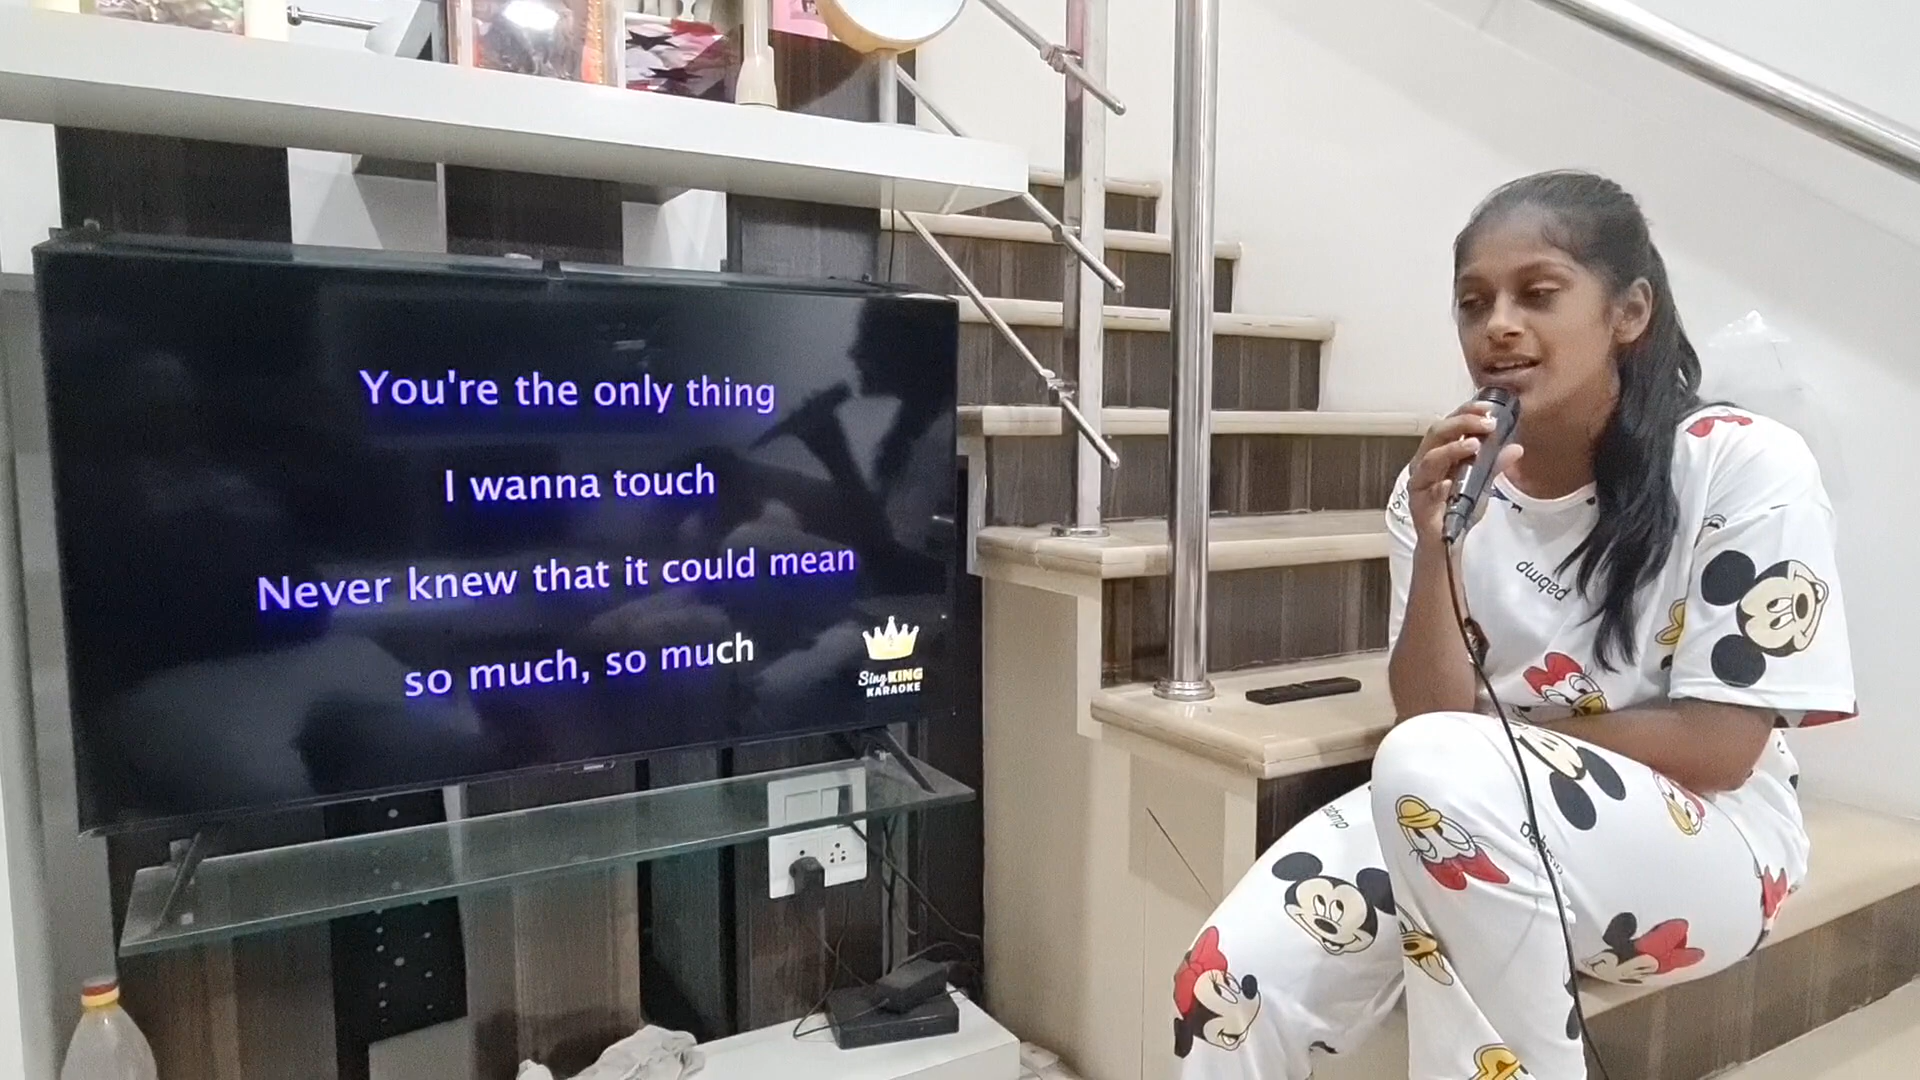 You're the only thing
I wanna touch
Never knew that it could mean
so much, so much
Sing KING
KARAOKE
pabmp